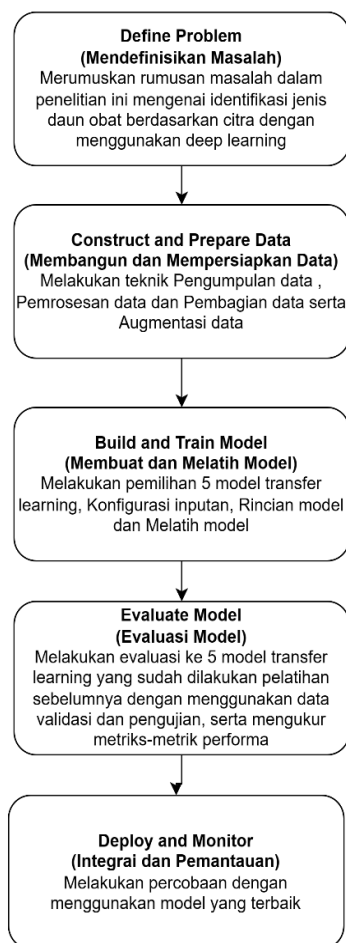 Define Problem
(Mendefinisikan Masalah)
Merumuskan rumusan masalah dalam
penelitian ini mengenai identifikasi jenis
daun obat berdasarkan citra dengan
menggunakan deep learning
Construct and Prepare Data
(Membangun dan Mempersiapkan Data)
Melakukan teknik Pengumpulan data ,
Pemrosesan data dan Pembagian data serta
Augmentasi data
Build and Train Model
(Membuat dan Melatih Model)
Melakukan pemilihan 5 model transfer
learning, Konfigurasi inputan, Rincian model
dan Melatih model
Evaluate Model
(Evaluasi Model)
Melakukan evaluasi ke 5 model transfer
learning yang sudah dilakukan pelatihan
sebelumnya dengan menggunakan data
validasi dan pengujian, serta mengukur
metriks-metrik performa
Deploy and Monitor
(Integrai dan Pemantauan)
Melakukan percobaan dengan
menggunakan model yang terbaik